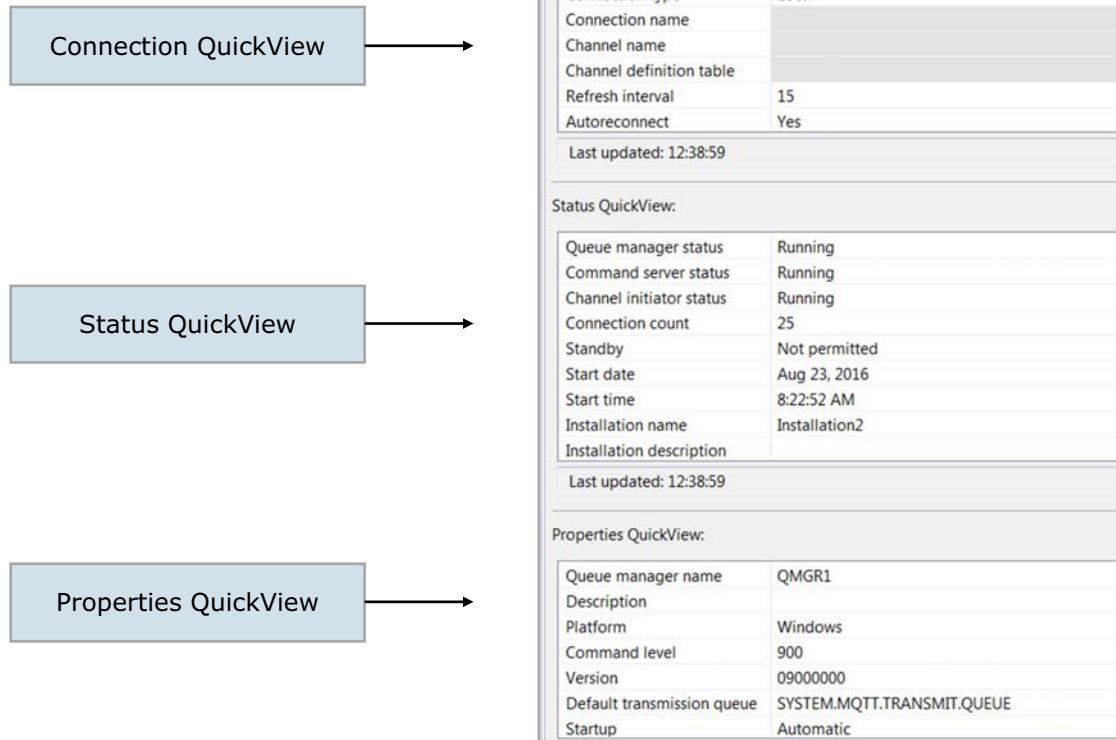 Connection QuickView
Connection name
Channel name
Channel definition table
Refresh interval 15
Autoreconnect Yes
Last updated: 12:38:59
Status QuickView
Status QuickView:
Queue manager status Running
Command server status Running
Channel initiator status Running
Connection count 25
Standby Not permitted
Start date Aug 23, 2016
Start time 8:22:52 AM
Installation name Installation2
Installation description
Last updated: 12:38:59
Properties QuickView
Properties QuickView:
Queue manager name QMGR1
Description
Platform Windows
Command level 900
Version 09000000
Default transmission queue SYSTEM.MQTT.TRANSMIT.QUEUE
Startup Automatic